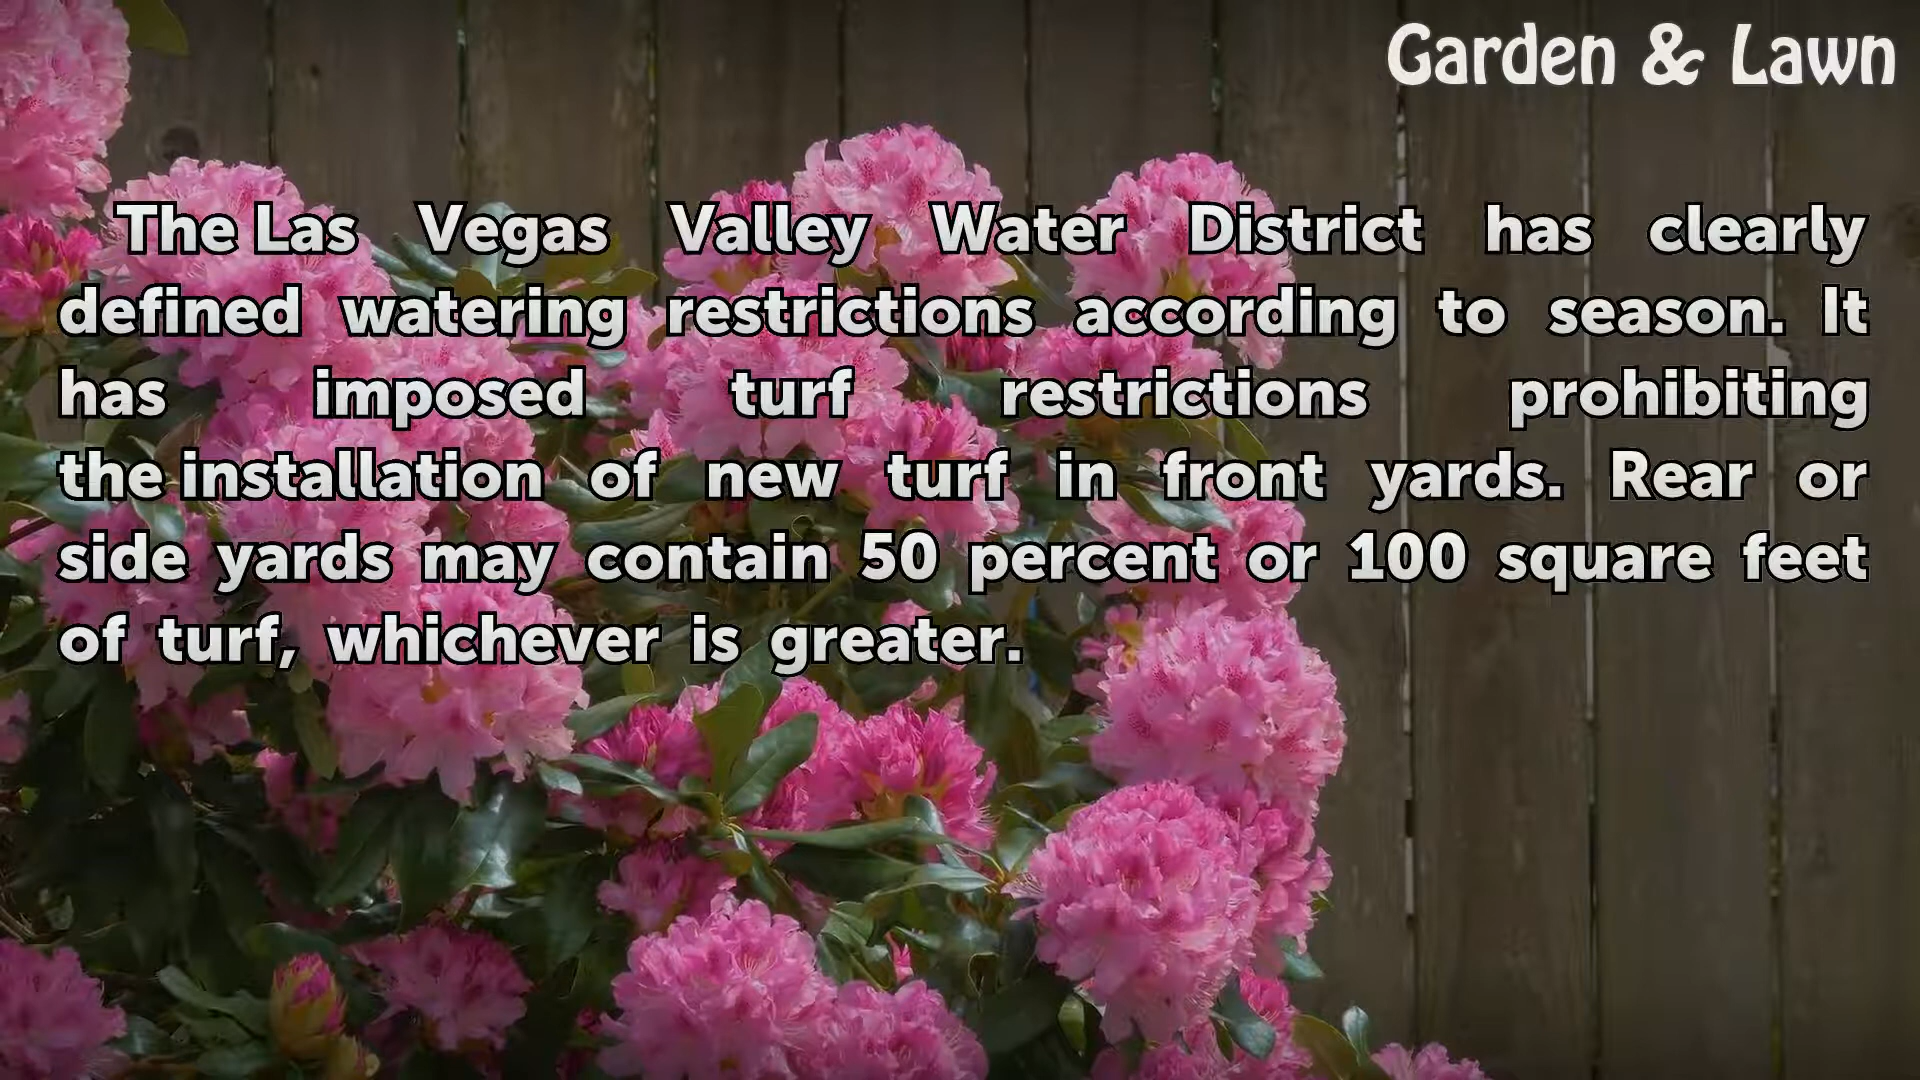 Garden & Lawn
The Las Vegas Valley Water District has clearly
defined watering restrictions according to season. It
has imposed turf restrictions prohibiting
the installation of new turf in front yards. Rear or
side yards may contain 50 percent or 100 square feet
of turf, whichever is greater.